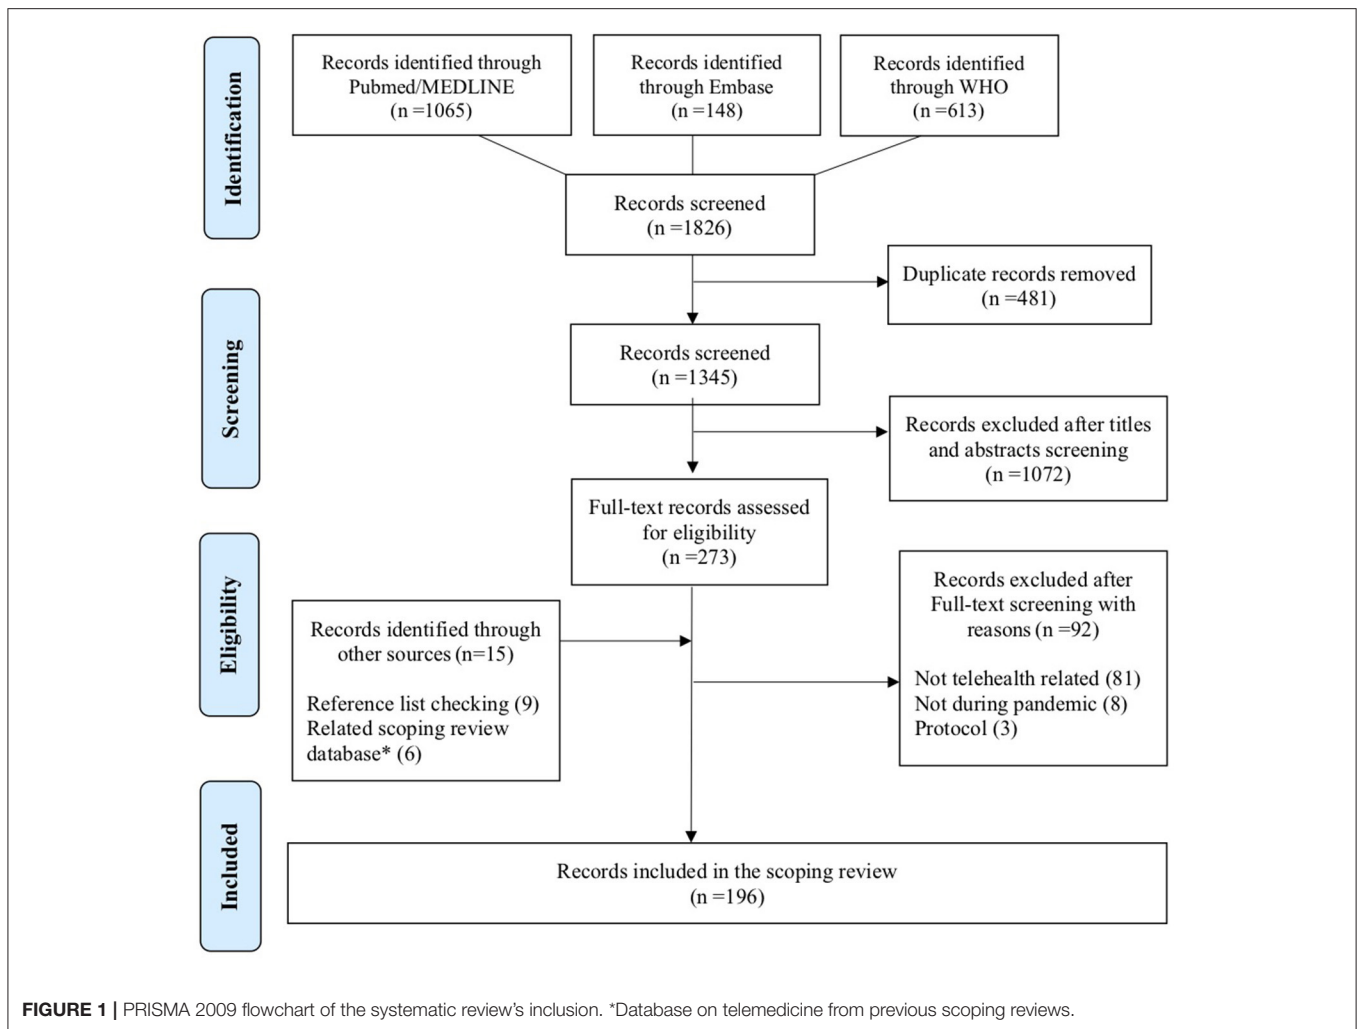 Identification
Records identified through
Pubmed/MEDLINE
(n =1065)
Records identified
through Embase
(n =148)
Records identified
through WHO
(n =613)
Records screened
(n =1826)
Duplicate records removed
(n =481)
Screening
Records screened
(n =1345)
Records excluded after titles
and abstracts screening
(n =1072)
Full-text records assessed
for eligibility
(n =273)
Eligibility
Records identified through
other sources (n=15)
Reference list checking (9)
Related scoping review
database* (6)
Records excluded after
Full-text screening with
reasons (n =92)
Not telehealth related (81)
Not during pandemic (8)
Protocol (3)
Included
Records included in the scoping review
(n =196)
FIGURE 1 | PRISMA 2009 flowchart of the systematic review's inclusion. *Database on telemedicine from previous scoping reviews.